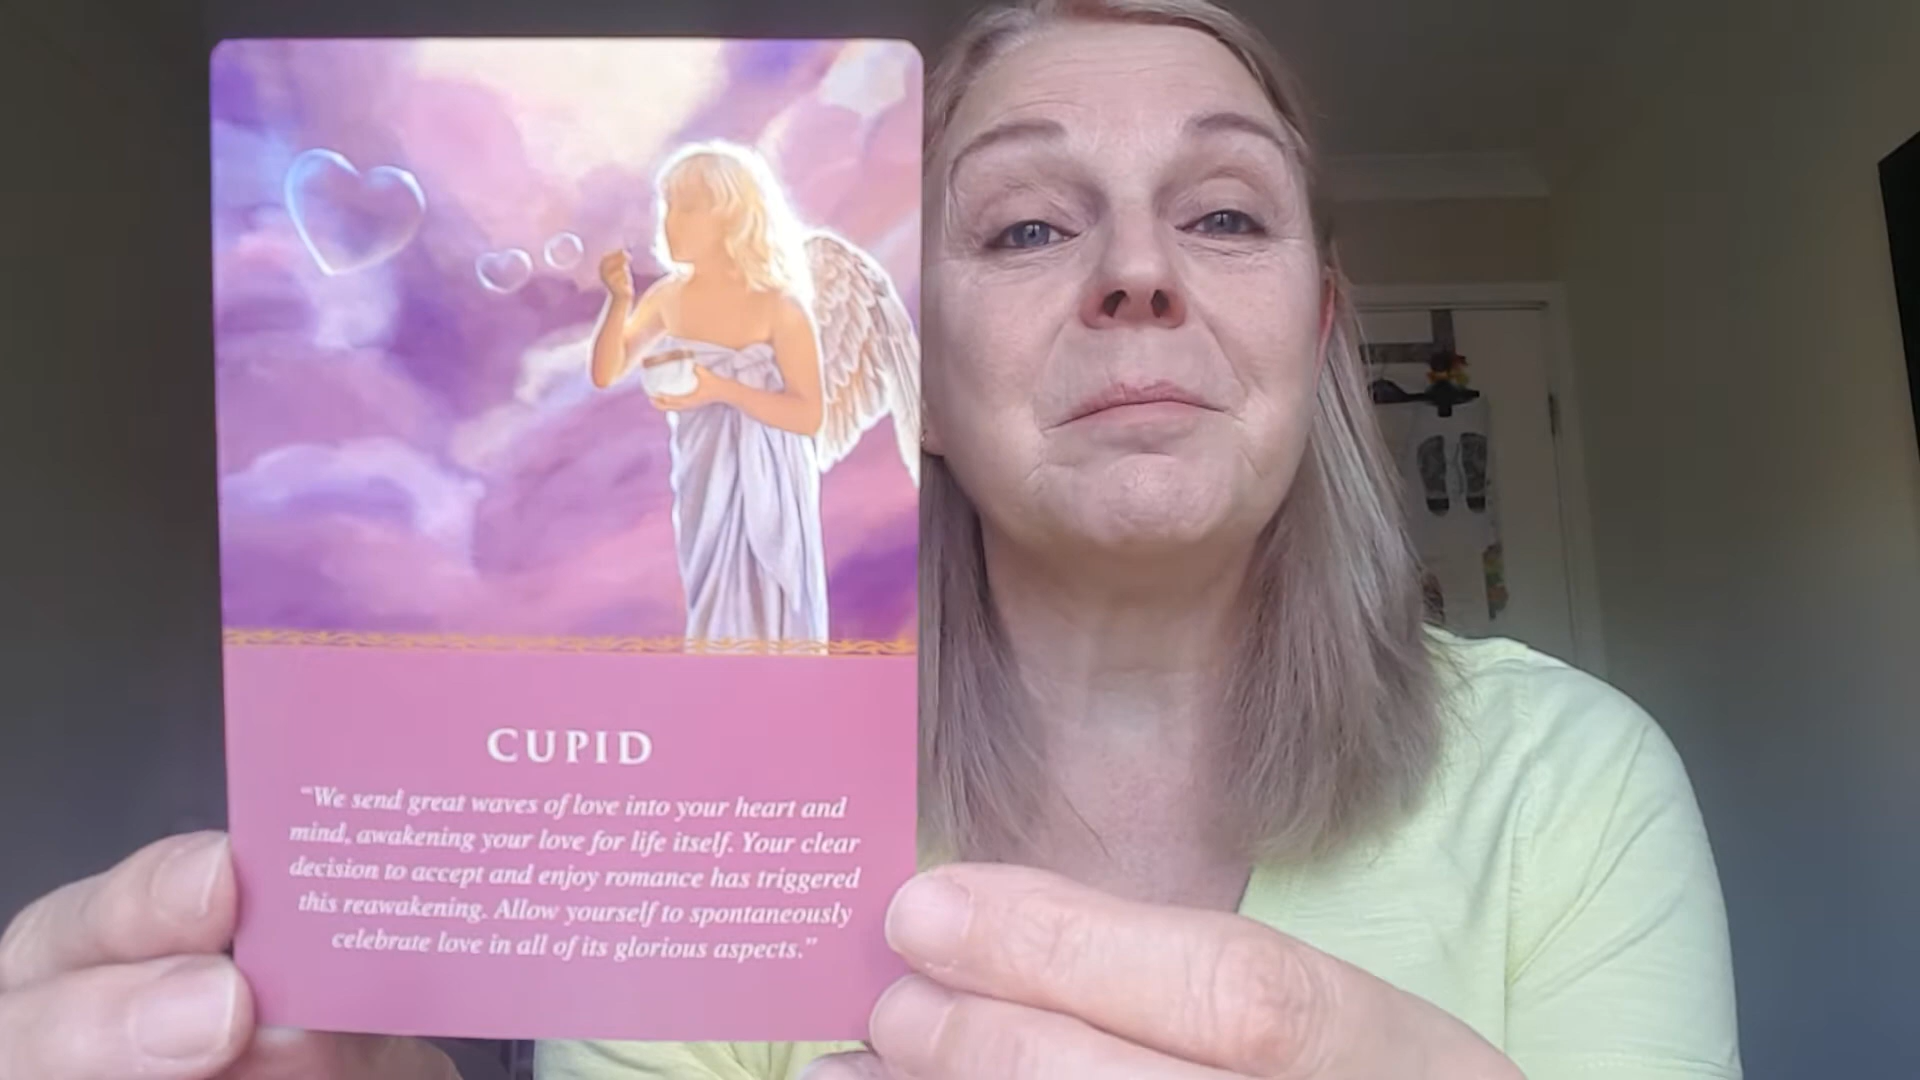 CUPID
"We send great waves of love into your heart and
mind, awakening your love for life itself. Your clear
decision to accept and enjoy romance has triggered
this reawakening. Allow yourself to spontaneously
celebrate love in all of its glorious aspects."